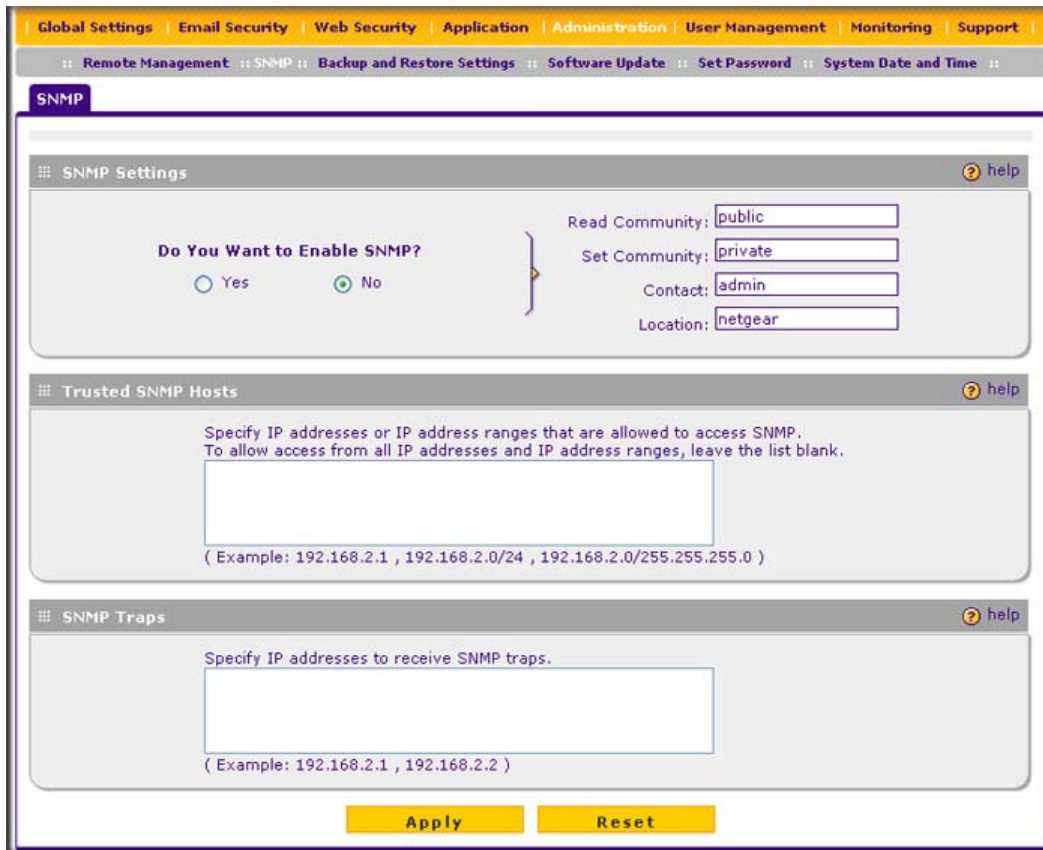 Global Settings | Email Security | Web Security | Application | Administration | User Management | Monitoring | Support |
:: Remote Management :: SNMP :: Backup and Restore Settings :: Software Update :: Set Password :: System Date and Time ::
SNMP
SNMP Settings ? help
Do You Want to Enable SNMP?
Yes No
Read Community: public
Set Community: private
Contact: admin
Location: netgear
Trusted SNMP Hosts ? help
Specify IP addresses or IP address ranges that are allowed to access SNMP.
To allow access from all IP addresses and IP address ranges, leave the list blank.
( Example: 192.168.2.1 , 192.168.2.0/24 , 192.168.2.0/255.255.255.0 )
SNMP Traps ? help
Specify IP addresses to receive SNMP traps.
( Example: 192.168.2.1 , 192.168.2.2 )
Apply Reset